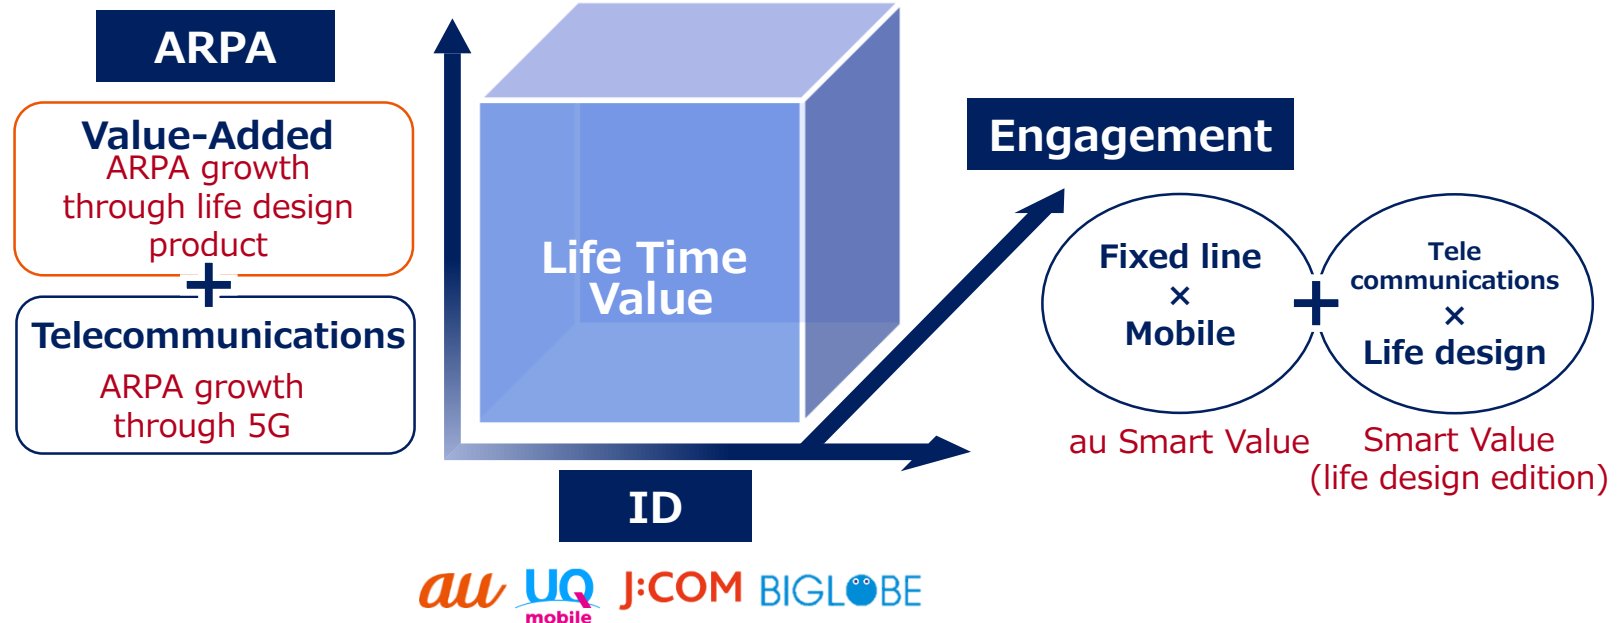 ARPA
Value-Added
ARPA growth
through life design
product
+
Telecommunications
ARPA growth
through 5G
Life Time
Value
ID
au
UQ
mobile
J:COM
BIGLOBE
Engagement
Fixed line
×
Mobile
+
Tele
communications
×
Life design
au Smart Value
Smart Value
(life design edition)